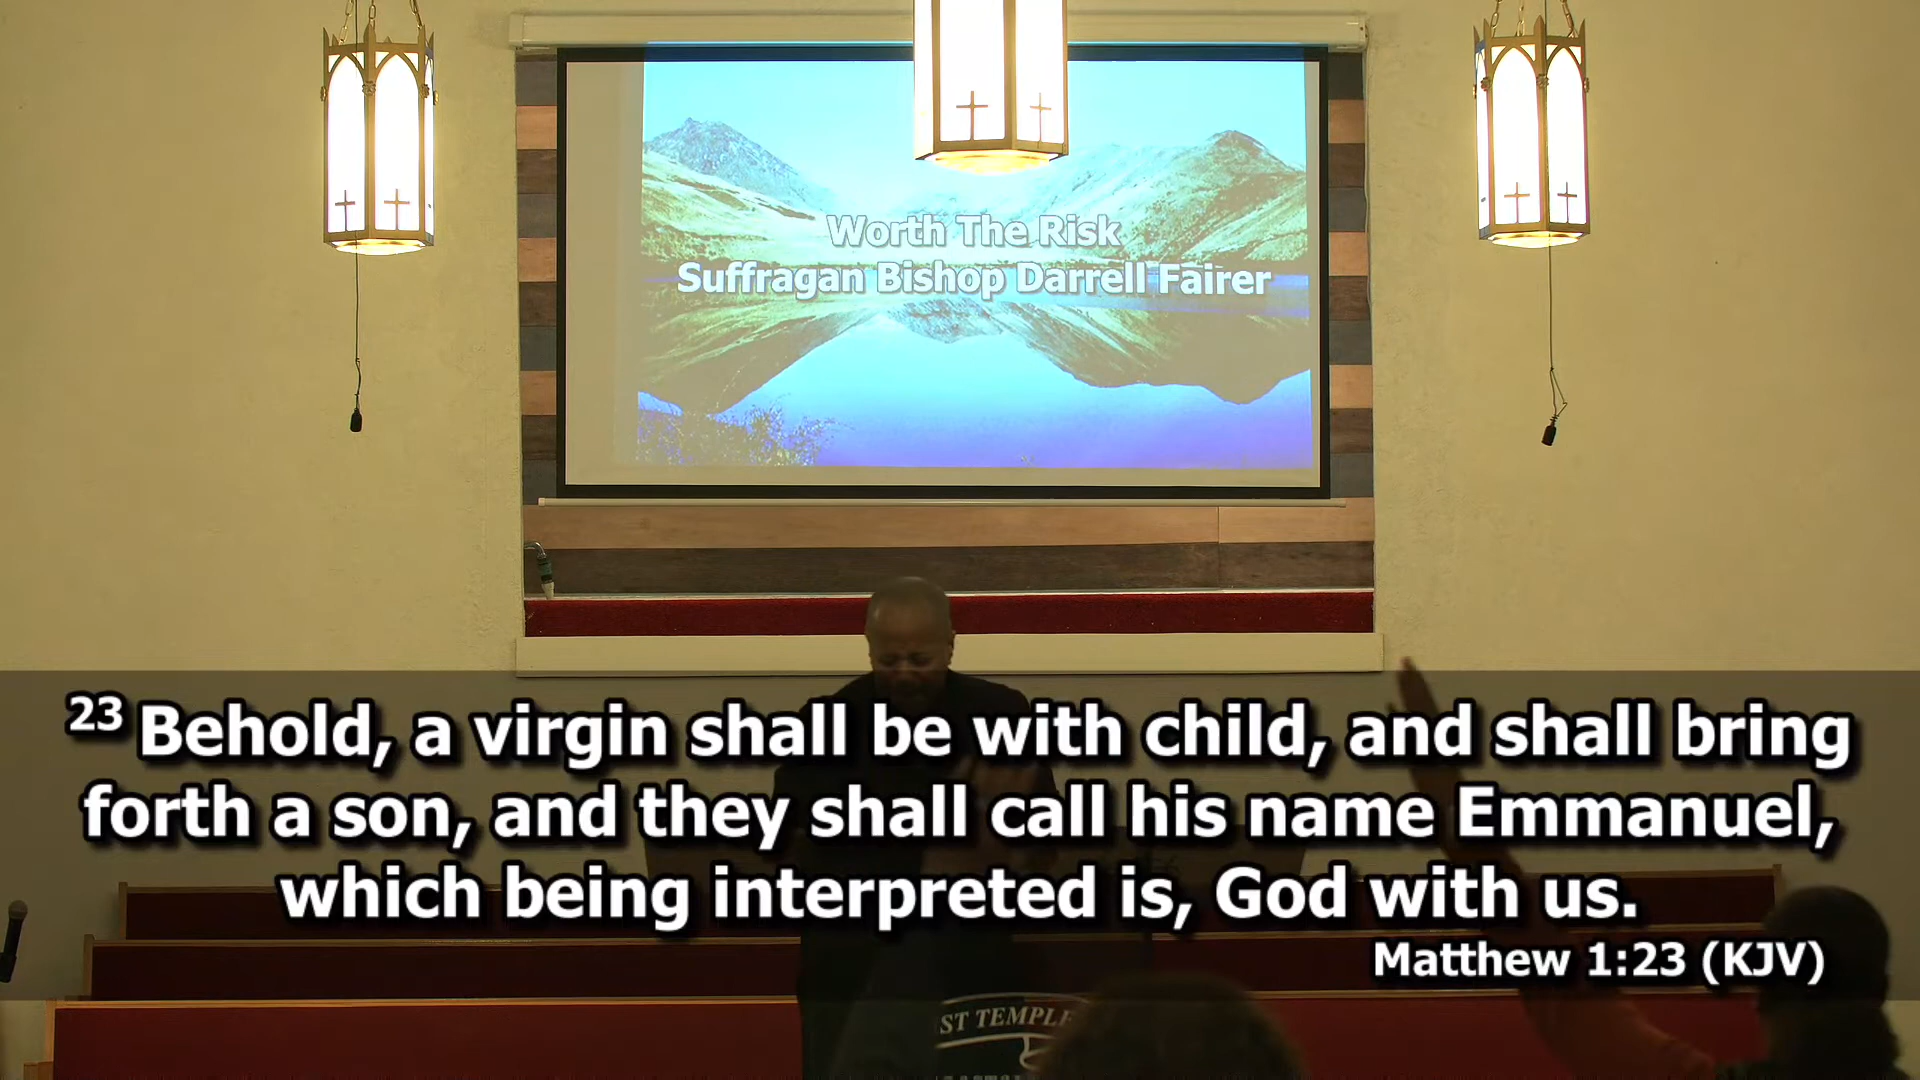 Worth The Risk
Suffragan Bishop Darrell Fairer
23 Behold, a virgin shall be with child, and shall bring
forth a son, and they shall call his name Emmanuel,
which being interpreted is, God with us.
Matthew 1:23 (KJV)
ST TEMPLE